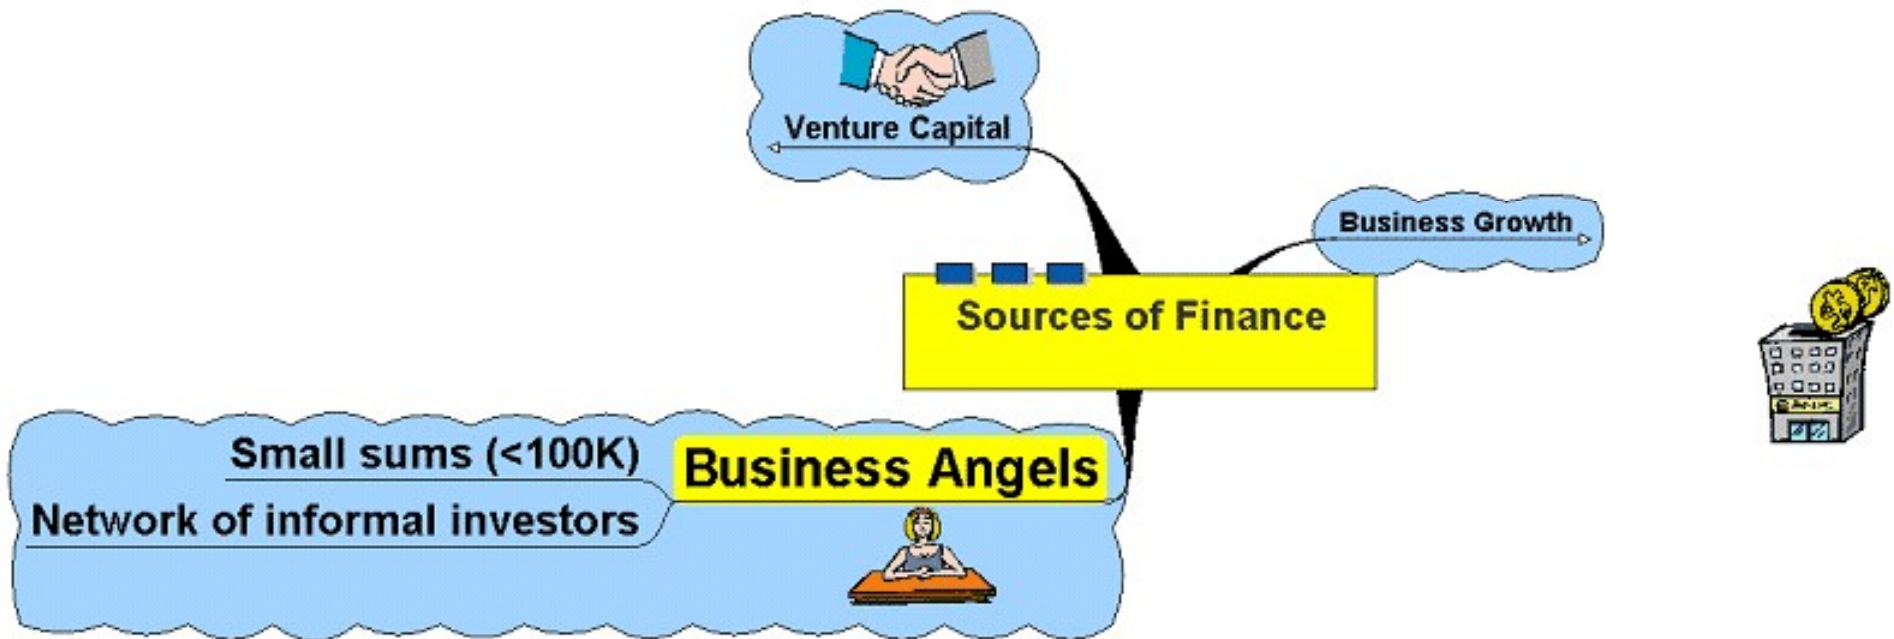 Venture Capital
Business Growth
Sources of Finance
Small sums (<100K)
Business Angels
Network of informal investors